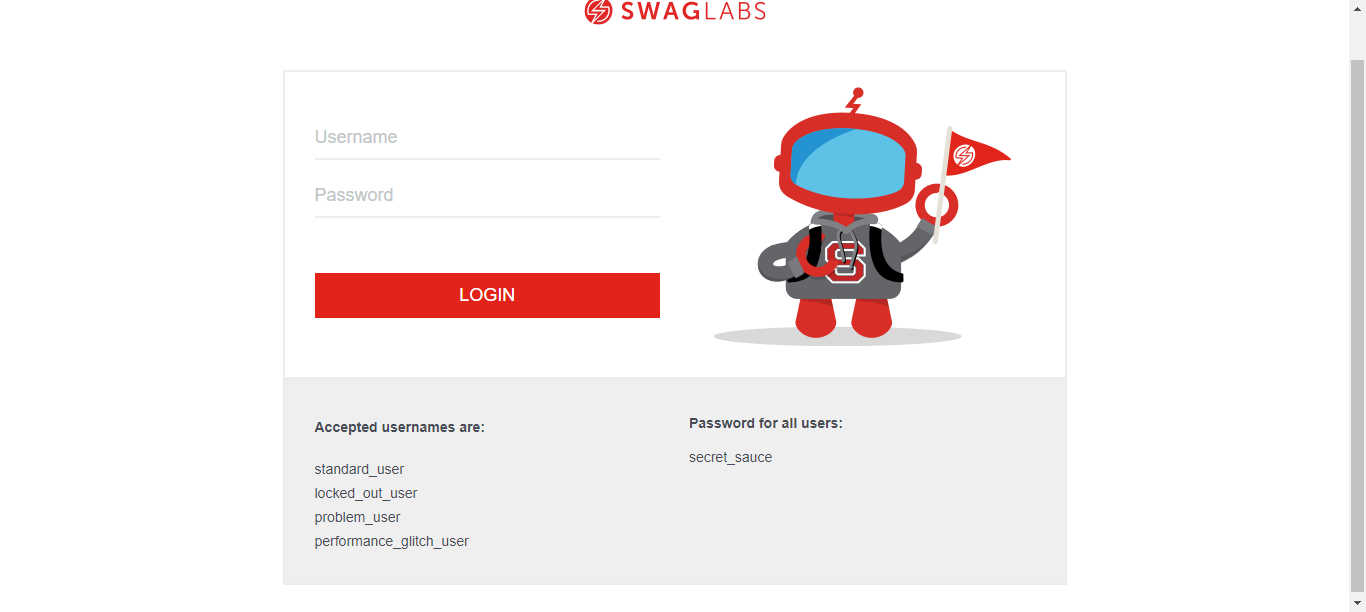 SWAGLABS
Username
Password
LOGIN
Accepted usernames are:
standard_user
locked_out_user
problem_user
performance_glitch_user
Password for all users:
secret_sauce